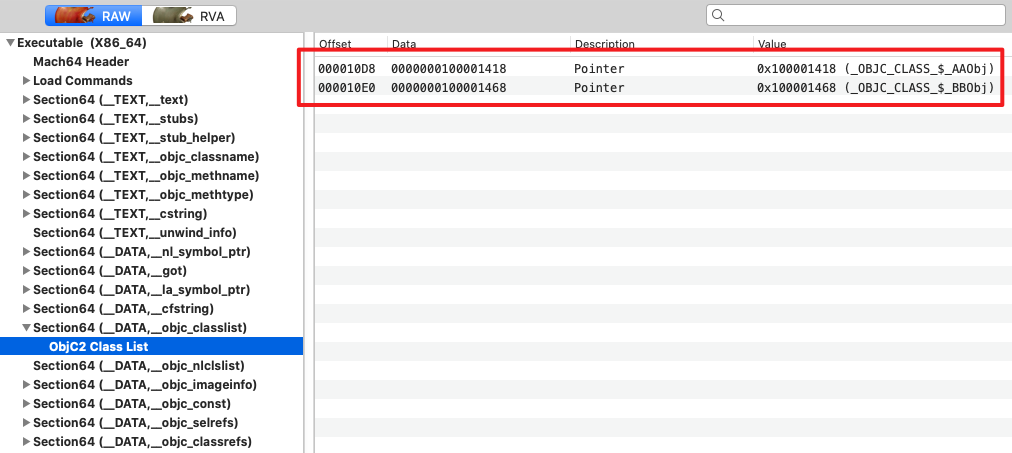 RAW RVA
Executable (X86_64)
Mach64 Header
Load Commands
Section64 (__TEXT,__text)
Section64 (__TEXT,__stubs)
Section64 (__TEXT,__stub_helper)
Section64 (__TEXT,__objc_classname)
Section64 (__TEXT,__objc_methname)
Section64 (__TEXT,__objc_methtype)
Section64 (__TEXT,__cstring)
Section64 (__TEXT,__unwind_info)
Section64 (__DATA,__nl_symbol_ptr)
Section64 (__DATA,__got)
Section64 (__DATA,__la_symbol_ptr)
Section64 (__DATA,__cfstring)
Section64 (__DATA,__objc_classlist)
ObjC2 Class List
Section64 (__DATA,__objc_nlclslist)
Section64 (__DATA,__objc_imageinfo)
Section64 (__DATA,__objc_const)
Section64 (__DATA,__objc_selrefs)
Section64 (__DATA,__objc_classrefs)
Offset Data Description Value
000010D8 0000000100001418 Pointer 0x100001418 (_OBJC_CLASS_$_AAObj)
000010E0 0000000100001468 Pointer 0x100001468 (_OBJC_CLASS_$_BBObj)